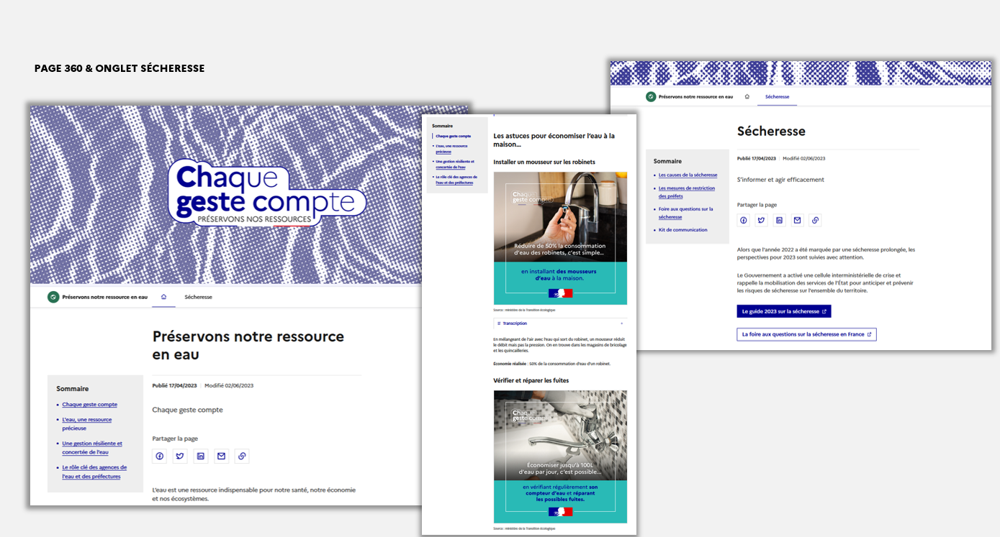 PAGE 360 & ONGLET SÉCHERESSE
Chaque
geste compte
PRÉSERVONS NOS RESSOURCES
Préservons notre ressource en eau
Sécheresse
Préservons notre ressource
en eau
Sommaire
Chaque geste compte
L'eau, une ressource
précieuse
Une gestion résiliente et
concertée de l'eau
Le rôle clé des agences de
l'eau et des préfectures
Publié 17/04/2023 | Modifié 02/06/2023
Chaque geste compte
Partager la page
L'eau est une ressource indispensable pour notre santé, notre économie
et nos écosystèmes.
Sommaire
Chaque geste compte
L'eau, une ressource
précieuse
Une gestion résiliente et
concertée de l'eau
Le rôle clé des agences de
l'eau et des préfectures
Les astuces pour économiser l'eau à la
maison...
Installer un mousseur sur les robinets
Chaque
geste compte
Réduire de 50% la consommation
d'eau des robinets, c'est simple...
en installant des mousseurs
d'eau à la maison.
Source : ministère de la Transition écologique
Transcription
+
En mélangeant de l'air avec l'eau qui sort du robinet, un mousseur réduit
le débit mais pas la pression. On en trouve dans les magasins de bricolage
et les quincailleries.
Économie réalisée : 50% de la consommation d'eau d'un robinet.
Vérifier et réparer les fuites
Chaque
geste compte
Économiser jusqu'à 100L
d'eau par jour, c'est possible...
en vérifiant régulièrement son
compteur d'eau et réparant
les possibles fuites.
Source : ministère de la Transition écologique
Préservons notre ressource en eau
Sécheresse
Sécheresse
Sommaire
Les causes de la sécheresse
Les mesures de restriction
des préfets
Foire aux questions sur la
sécheresse
Kit de communication
Publié 17/04/2023 | Modifié 02/06/2023
S'informer et agir efficacement
Partager la page
Alors que l'année 2022 a été marquée par une sécheresse prolongée, les
perspectives pour 2023 sont suivies avec attention.
Le Gouvernement a activé une cellule interministérielle de crise et
rappelle la mobilisation des services de l'État pour anticiper et prévenir
les risques de sécheresse sur l'ensemble du territoire.
Le guide 2023 sur la sécheresse
La foire aux questions sur la sécheresse en France